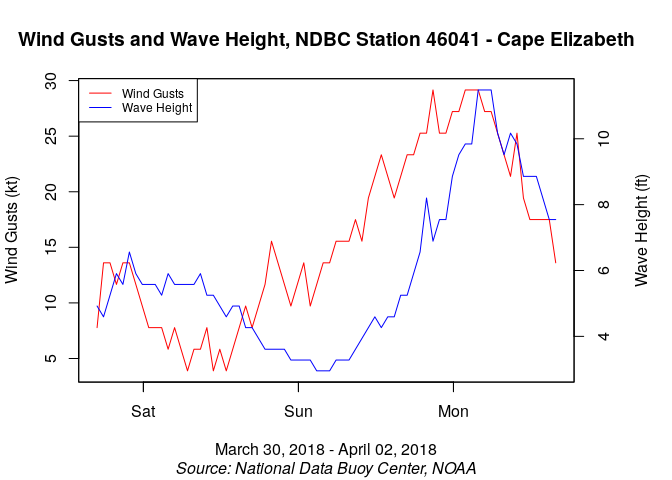 Wind Gusts and Wave Height, NDBC Station 46041 - Cape Elizabeth
Wind Gusts
Wave Height
Wind Gusts (kt)
30
25
20
15
10
5
Wave Height (ft)
10
8
6
4
Sat
Sun
Mon
March 30, 2018 - April 02, 2018
Source: National Data Buoy Center, NOAA